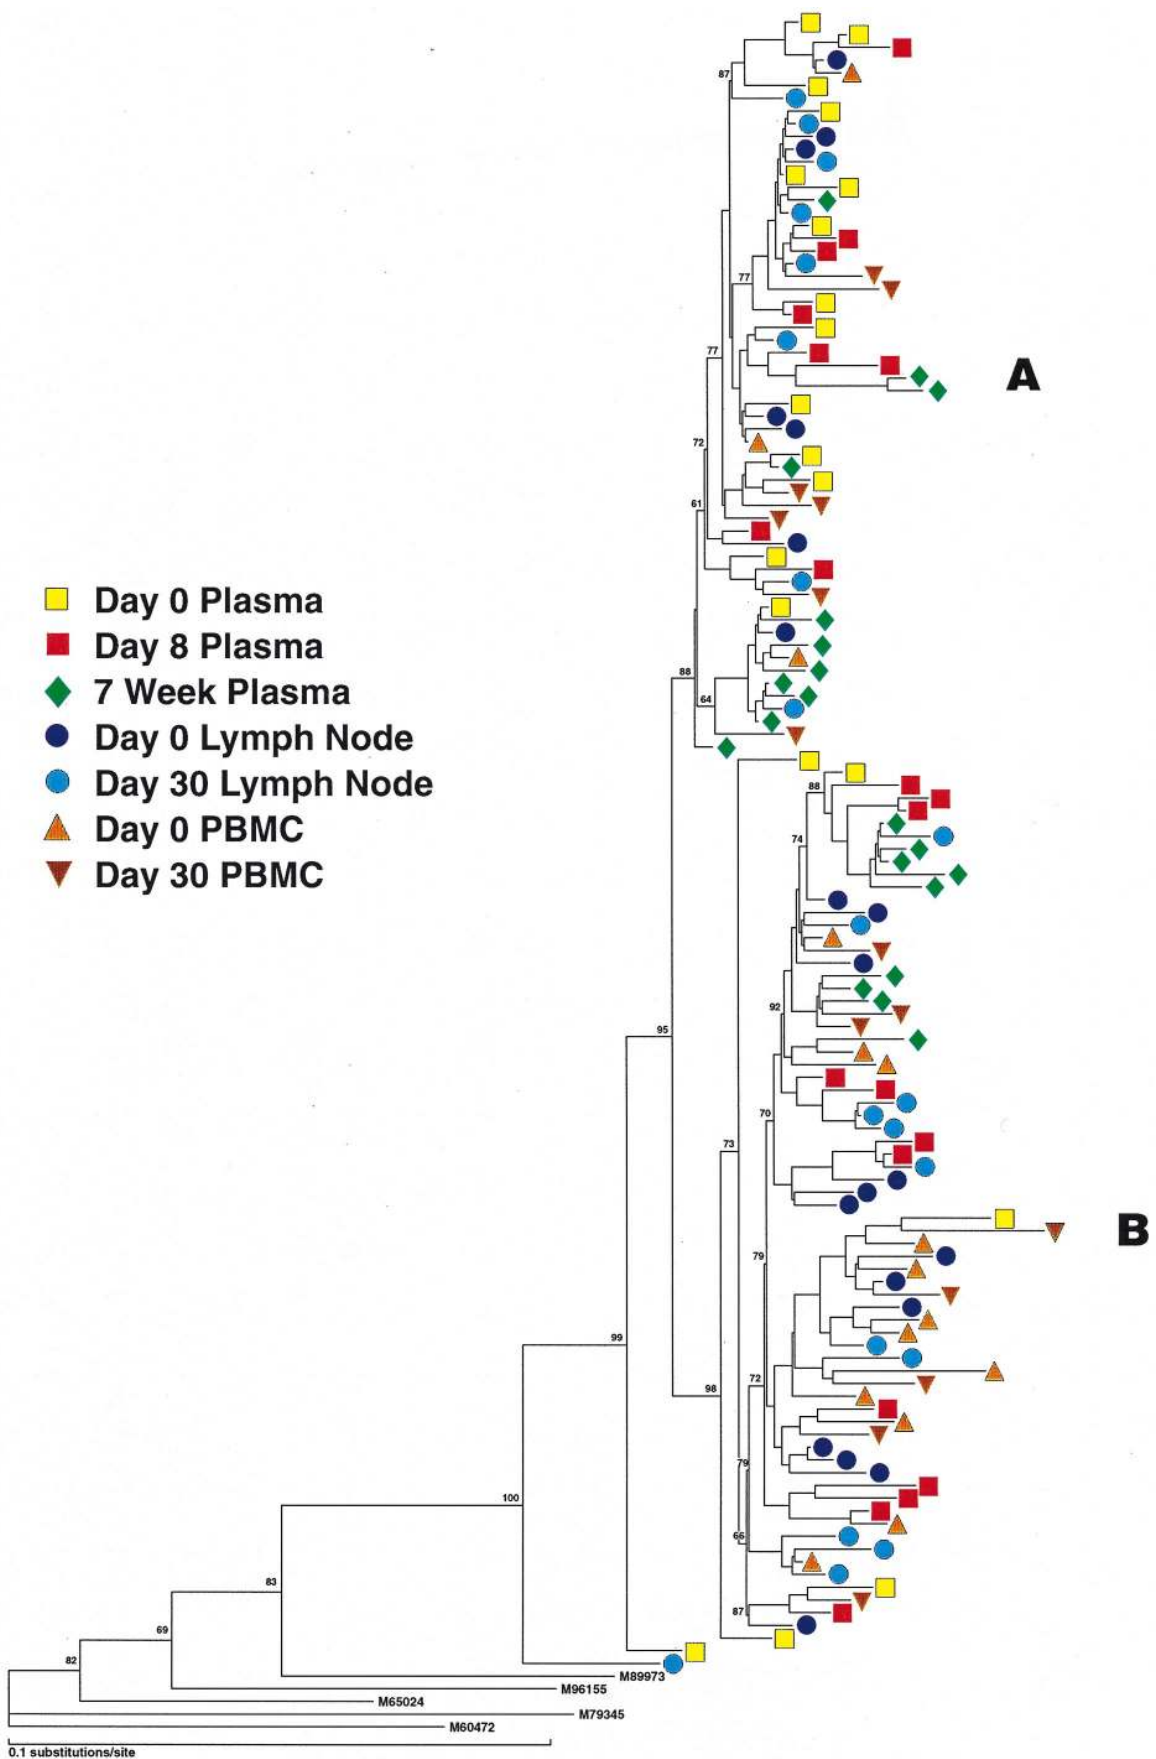 87
77
77
A
72
61
Day 0 Plasma
Day 8 Plasma
7 Week Plasma
88
64
Day 0 Lymph Node
Day 30 Lymph Node
88
Day 0 PBMC
74
Day 30 PBMC
92
95
70
73
B
79
99
98
72
79
100
66
83
87
69
82
M89973
M96155
M65024
M79345
M60472
0.1 substitutions/site